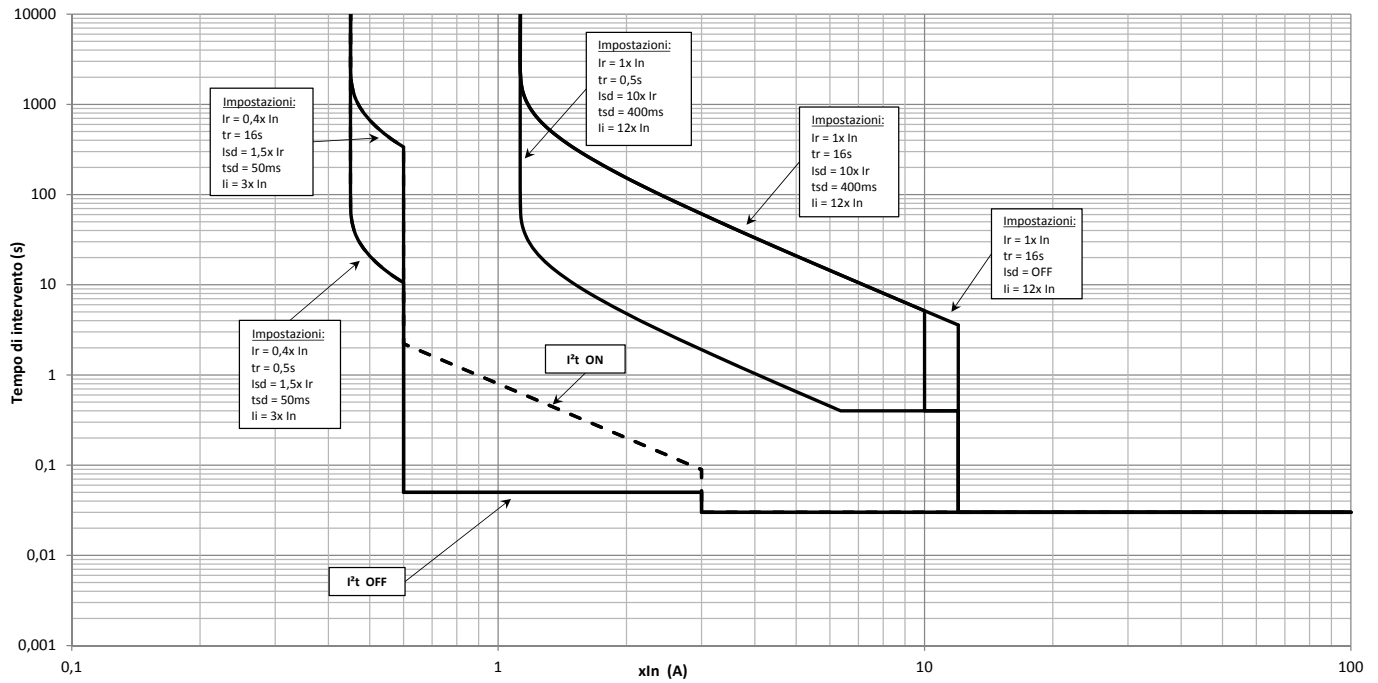 10000
1000
100
10
1
0,1
0,01
0,001
Tempo di intervento (s)
0,1
1
10
100
xIn (A)
Impostazioni:
Ir = 0,4x In
tr = 16s
Isd = 1,5x Ir
tsd = 50ms
Ii = 3x In
Impostazioni:
Ir = 1x In
tr = 0,5s
Isd = 10x Ir
tsd = 400ms
Ii = 12x In
Impostazioni:
Ir = 1x In
tr = 16s
Isd = 10x Ir
tsd = 400ms
Ii = 12x In
Impostazioni:
Ir = 1x In
tr = 16s
Isd = OFF
Ii = 12x In
Impostazioni:
Ir = 0,4x In
tr = 0,5s
Isd = 1,5x Ir
tsd = 50ms
Ii = 3x In
I²t ON
I²t OFF